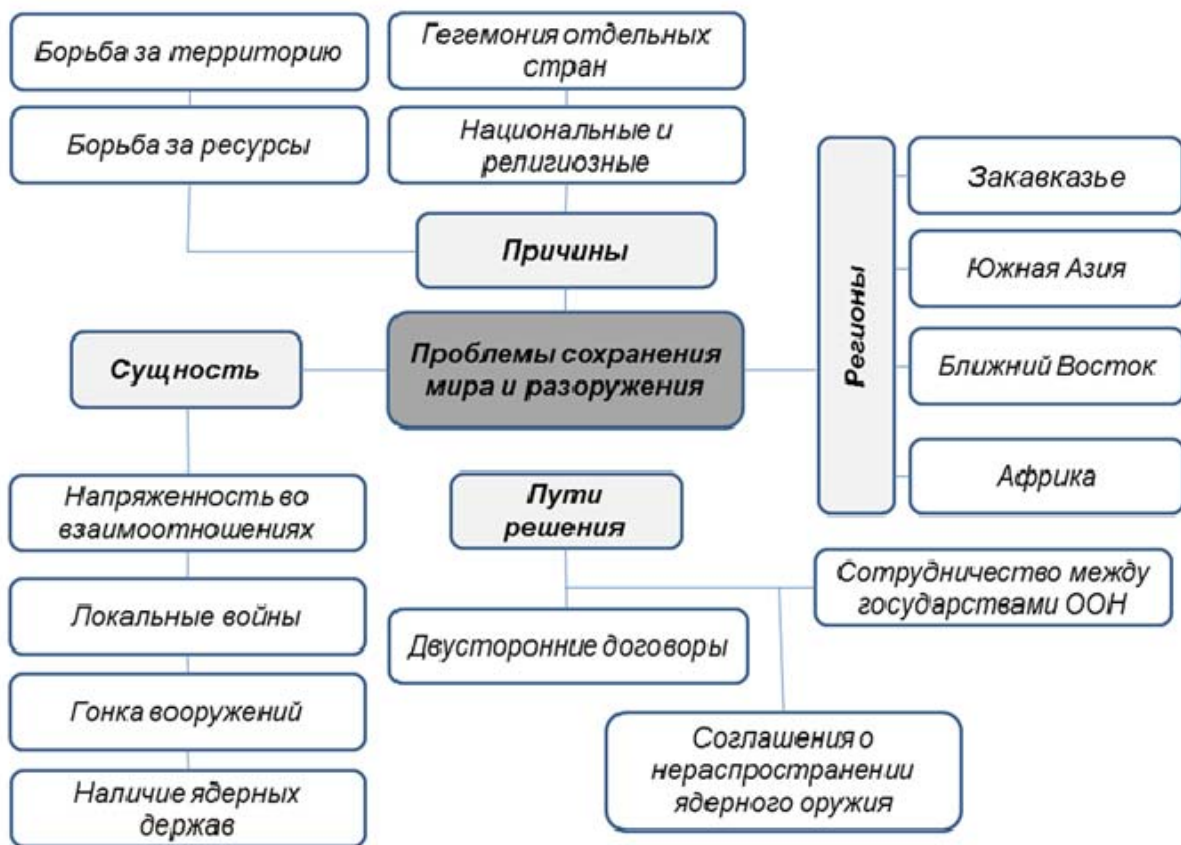 Борьба за территорию
Борьба за ресурсы
Гегемония отдельных
стран
Национальные и
религиозные
Причины
Проблемы сохранения
мира и разоружения
Сущность
Напряженность во
взаимоотношениях
Локальные войны
Гонка вооружений
Наличие ядерных
держав
Регионы
Закавказье
Южная Азия
Ближний Восток
Африка
Пути
решения
Двусторонние договоры
Сотрудничество между
государствами ООН
Соглашения о
нераспространении
ядерного оружия